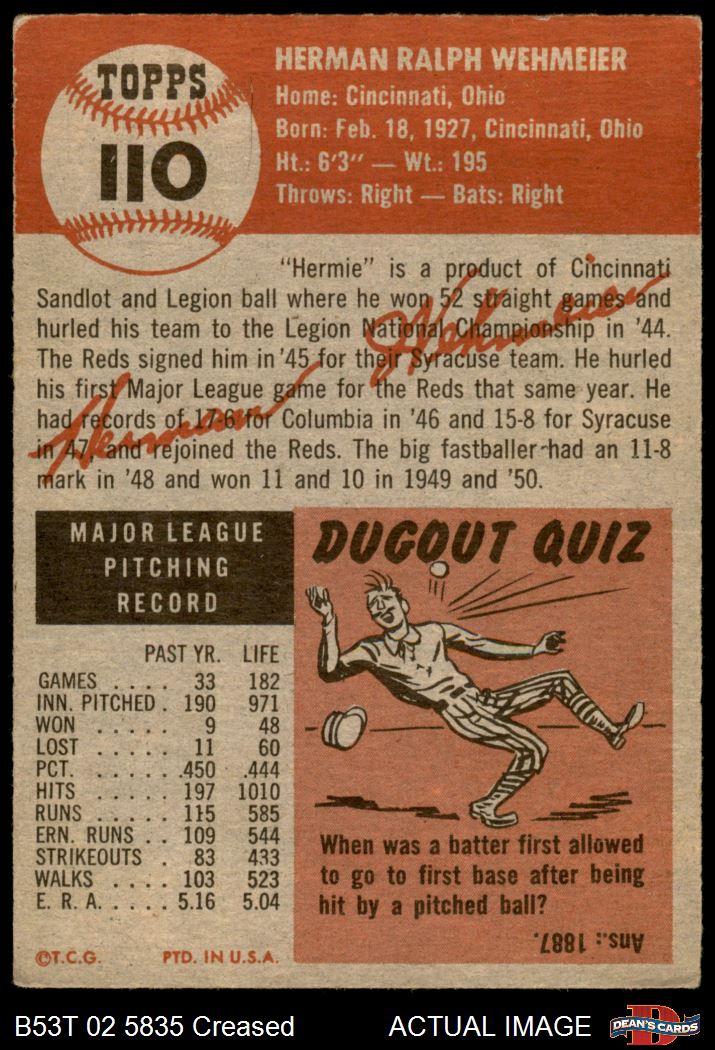 TOPPS
110
HERMAN RALPH WEHMEIER
Home: Cincinnati, Ohio
Born: Feb. 18, 1927, Cincinnati, Ohio
Ht.: 6'3" — Wt.: 195
Throws: Right — Bats: Right
"Hermie" is a product of Cincinnati
Sandlot and Legion ball where he won 52 straight games and
hurled his team to the Legion National Championship in '44.
The Reds signed him in '45 for their Syracuse team. He hurled
his first Major League game for the Reds that same year. He
had records of 17-6 for Columbia in '46 and 15-8 for Syracuse
in '47, and rejoined the Reds. The big fastballer had an 11-8
mark in '48 and won 11 and 10 in 1949 and '50.
Herman Wehmeier
MAJOR LEAGUE
PITCHING
RECORD
PAST YR. LIFE
GAMES . . . . 33 182
INN. PITCHED . 190 971
WON . . . . . 9 48
LOST . . . . . 11 60
PCT. . . . . . .450 .444
HITS . . . . . 197 1010
RUNS . . . . . 115 585
ERN. RUNS . . 109 544
STRIKEOUTS . 83 433
WALKS . . . . 103 523
E. R. A. . . . . 5.16 5.04
©T.C.G. PTD. IN U.S.A.
DUGOUT QUIZ
When was a batter first allowed
to go to first base after being
hit by a pitched ball?
Ans.: 1887.
B53T 02 5835 Creased ACTUAL IMAGE
D
DEAN'S CARDS